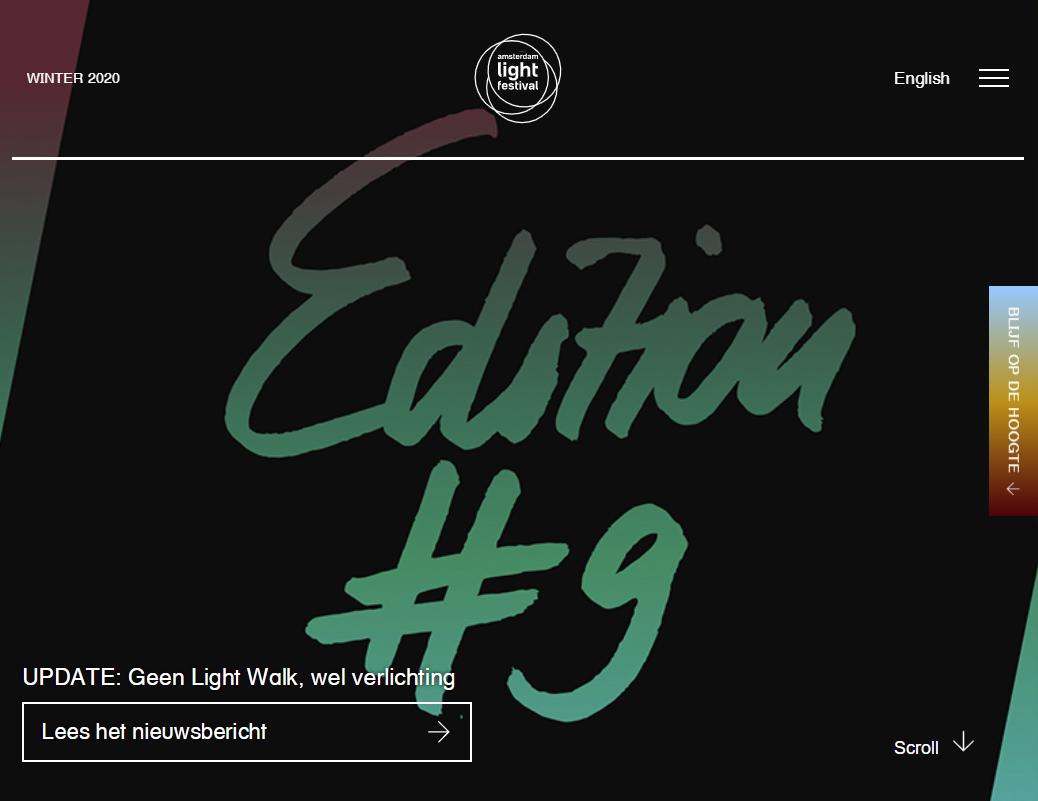 WINTER 2020
amsterdam
light
festival
English
Edition
#9
BLIJF OP DE HOOGTE
UPDATE: Geen Light Walk, wel verlichting
Lees het nieuwsbericht
Scroll